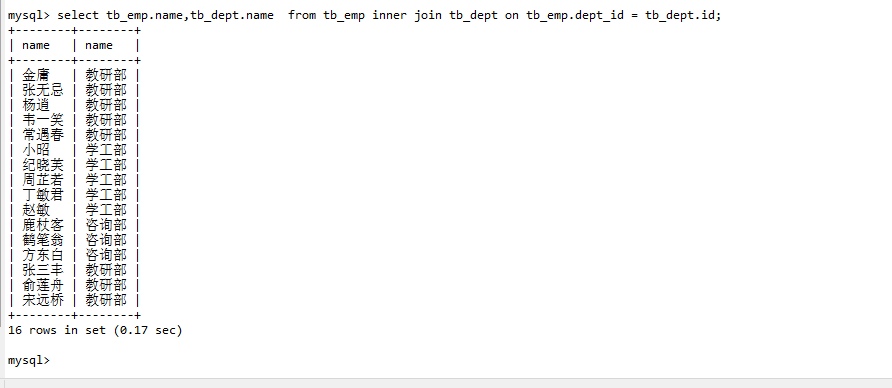 mysql> select tb_emp.name,tb_dept.name  from tb_emp inner join tb_dept on tb_emp.dept_id = tb_dept.id;
+--------+--------+
| name   | name   |
+--------+--------+
| 金庸   | 教研部 |
| 张无忌 | 教研部 |
| 杨逍   | 教研部 |
| 韦一笑 | 教研部 |
| 常遇春 | 教研部 |
| 小昭   | 学工部 |
| 纪晓芙 | 学工部 |
| 周芷若 | 学工部 |
| 丁敏君 | 学工部 |
| 赵敏   | 学工部 |
| 鹿杖客 | 咨询部 |
| 鹤笔翁 | 咨询部 |
| 方东白 | 咨询部 |
| 张三丰 | 教研部 |
| 俞莲舟 | 教研部 |
| 宋远桥 | 教研部 |
+--------+--------+
16 rows in set (0.17 sec)
mysql>